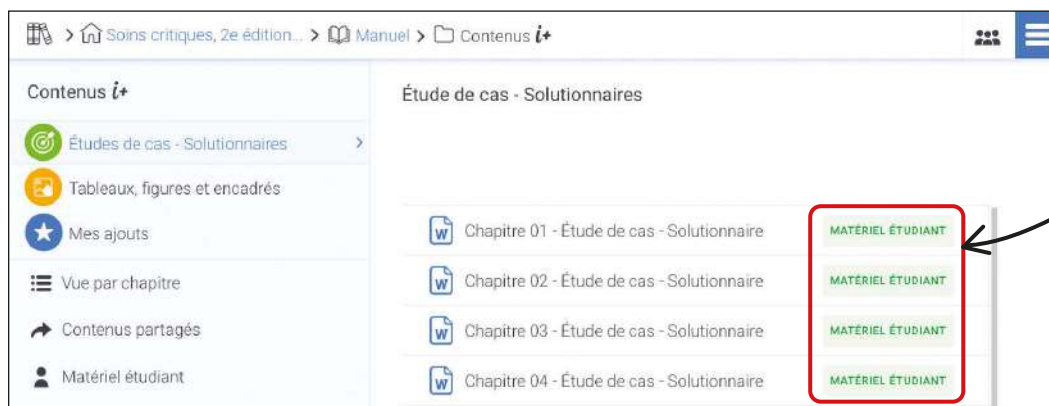 > Soins critiques, 2e édition... > Manuel > Contenus i+
Contenus i+
Études de cas - Solutionnaires >
Tableaux, figures et encadrés
Mes ajouts
Vue par chapitre
Contenus partagés
Matériel étudiant
Étude de cas - Solutionnaires
W Chapitre 01 - Étude de cas - Solutionnaire MATÉRIEL ÉTUDIANT
W Chapitre 02 - Étude de cas - Solutionnaire MATÉRIEL ÉTUDIANT
W Chapitre 03 - Étude de cas - Solutionnaire MATÉRIEL ÉTUDIANT
W Chapitre 04 - Étude de cas - Solutionnaire MATÉRIEL ÉTUDIANT